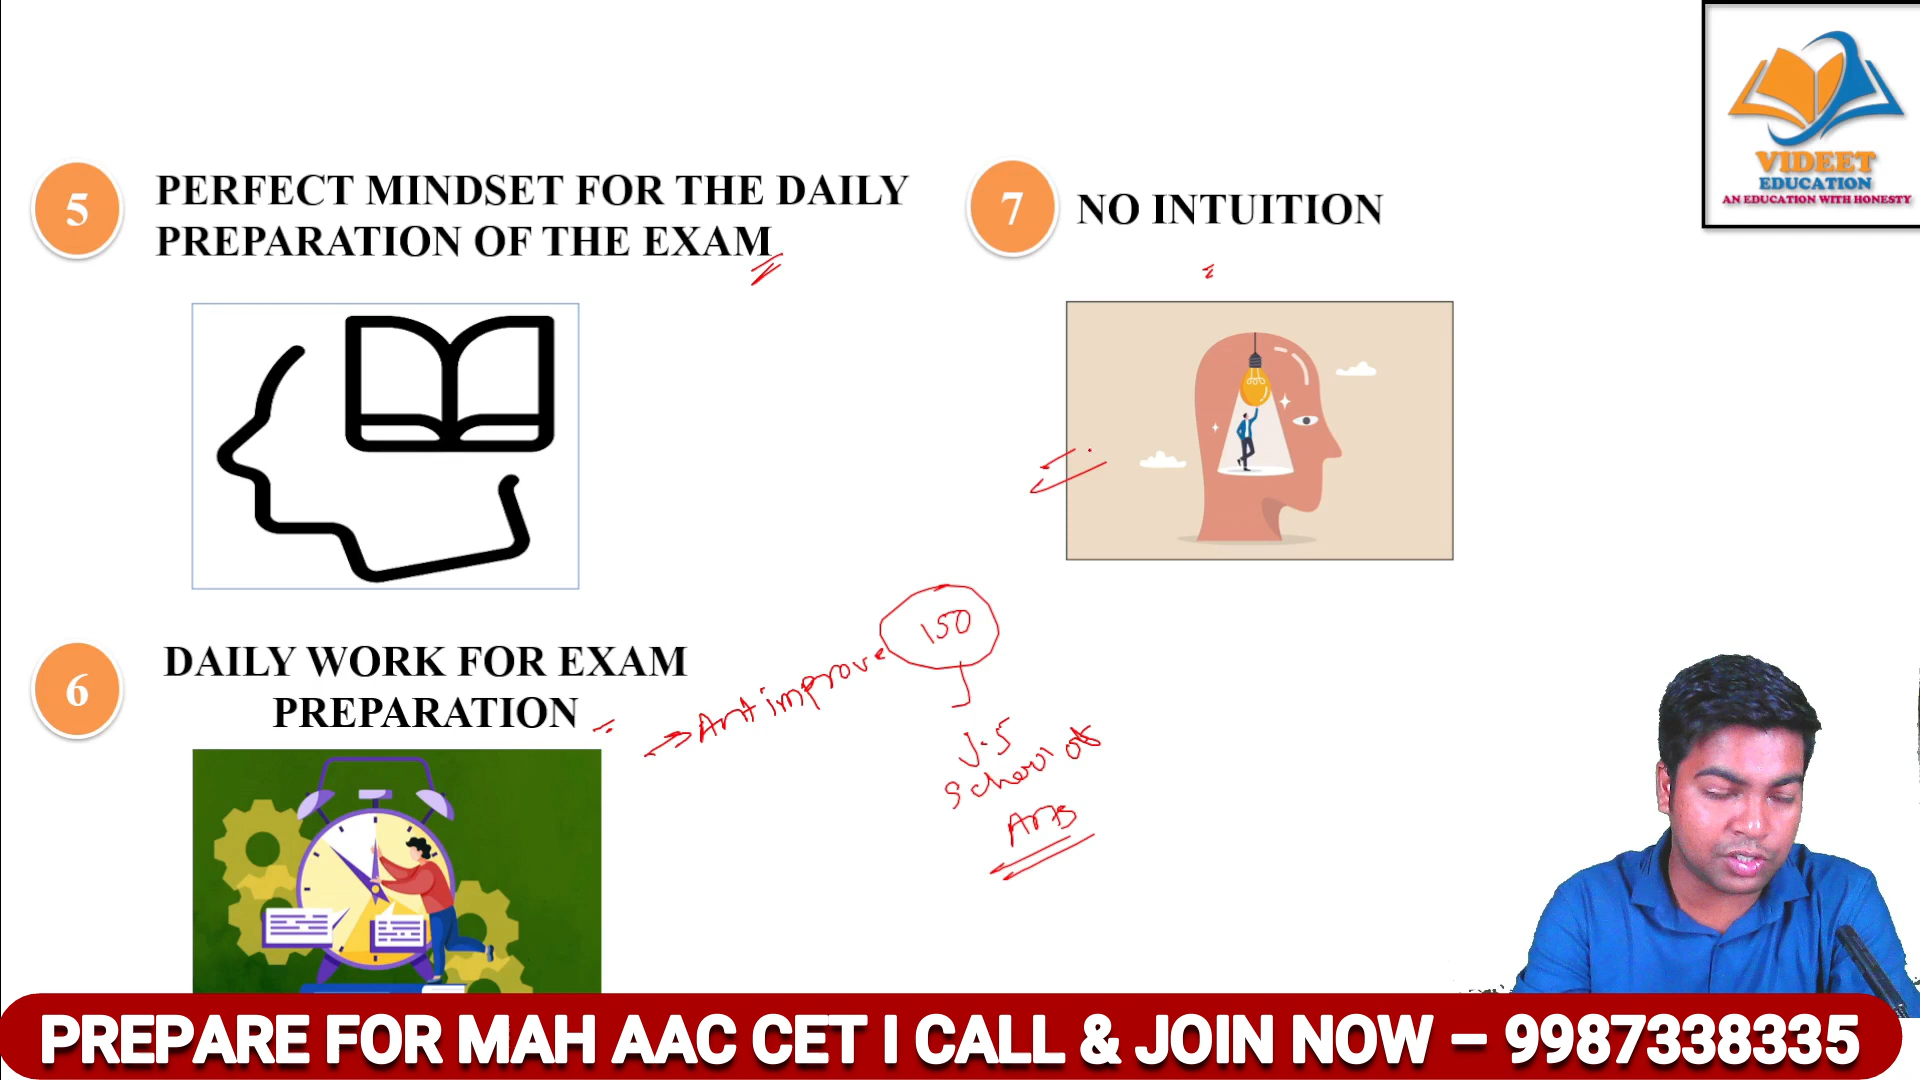 5
PERFECT MINDSET FOR THE DAILY
PREPARATION OF THE EXAM
7
NO INTUITION
VIDEET
EDUCATION
AN EDUCATION WITH HONESTY
6
DAILY WORK FOR EXAM
PREPARATION
Art improve
150
J.S
School of
PREPARE FOR MAH AAC CET I CALL & JOIN NOW – 9987338335